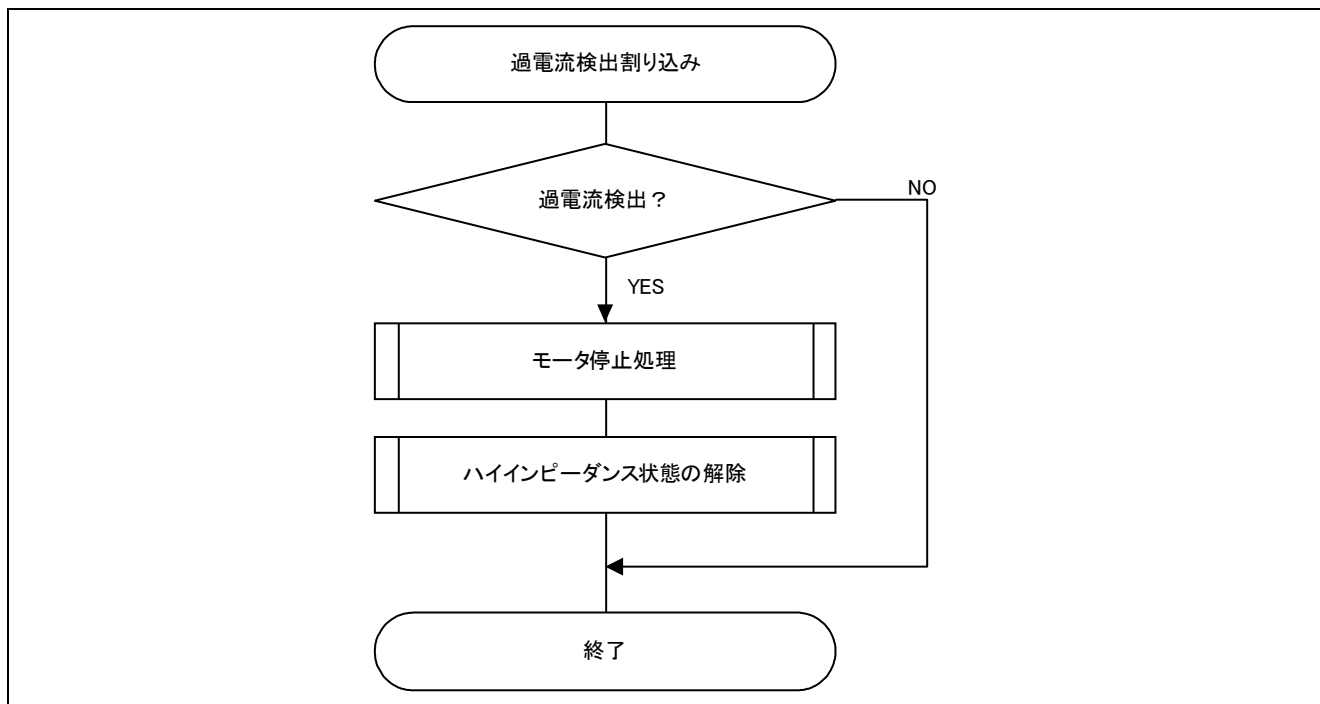 過電流検出割り込み
過電流検出？
NO
YES
モータ停止処理
ハイインピーダンス状態の解除
終了